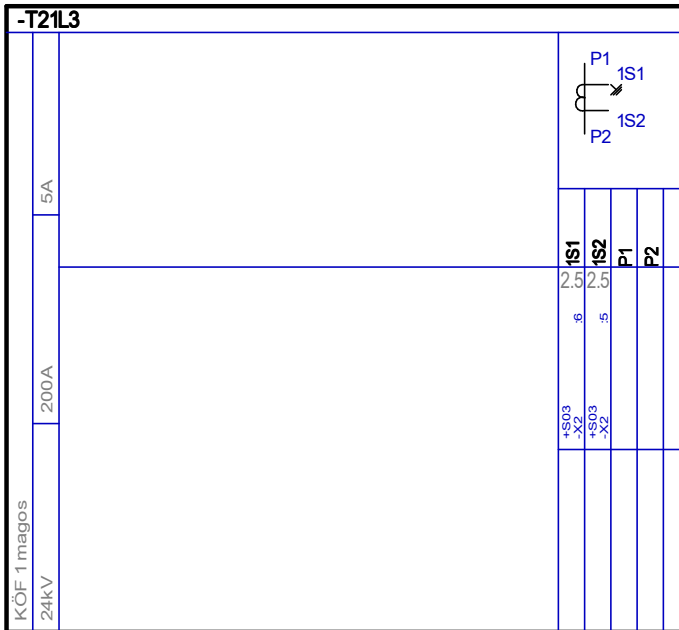 -T21L3
P1
1S1
1S2
P2
KÖF 1 magos
24kV
200A
5A
1S1
1S2
P1
P2
2.5
2.5
:6
:5
+S03
-X2
+S03
-X2